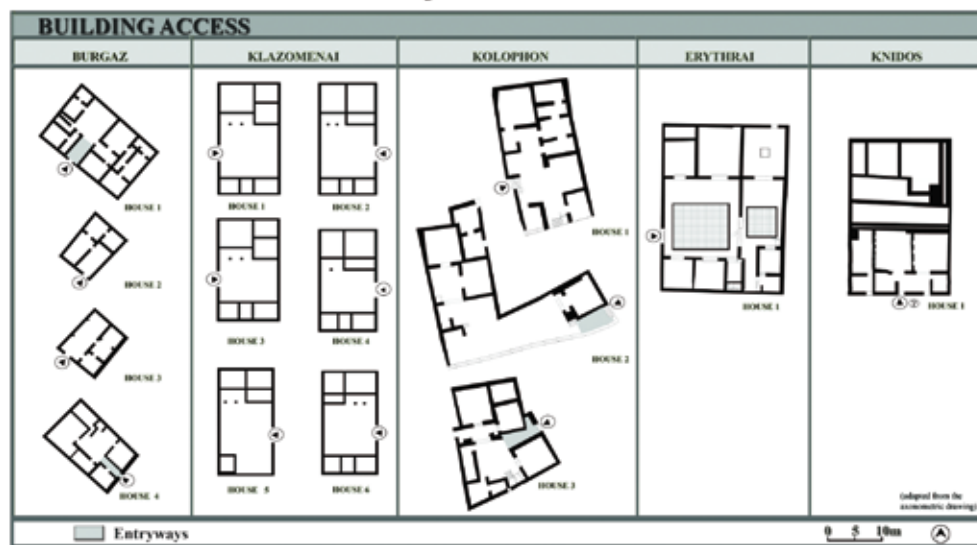 BUILDING ACCESS
BURGAZ
KLAZOMENAI
KOLOPHON
ERYTHRAI
KNIDOS
HOUSE 1
HOUSE 2
HOUSE 3
HOUSE 4
HOUSE 1
HOUSE 2
HOUSE 3
HOUSE 4
HOUSE 5
HOUSE 6
HOUSE 1
HOUSE 2
HOUSE 3
HOUSE 1
?
HOUSE 1
(adapted from the
axonometric drawing)
Entryways
0 5 10m